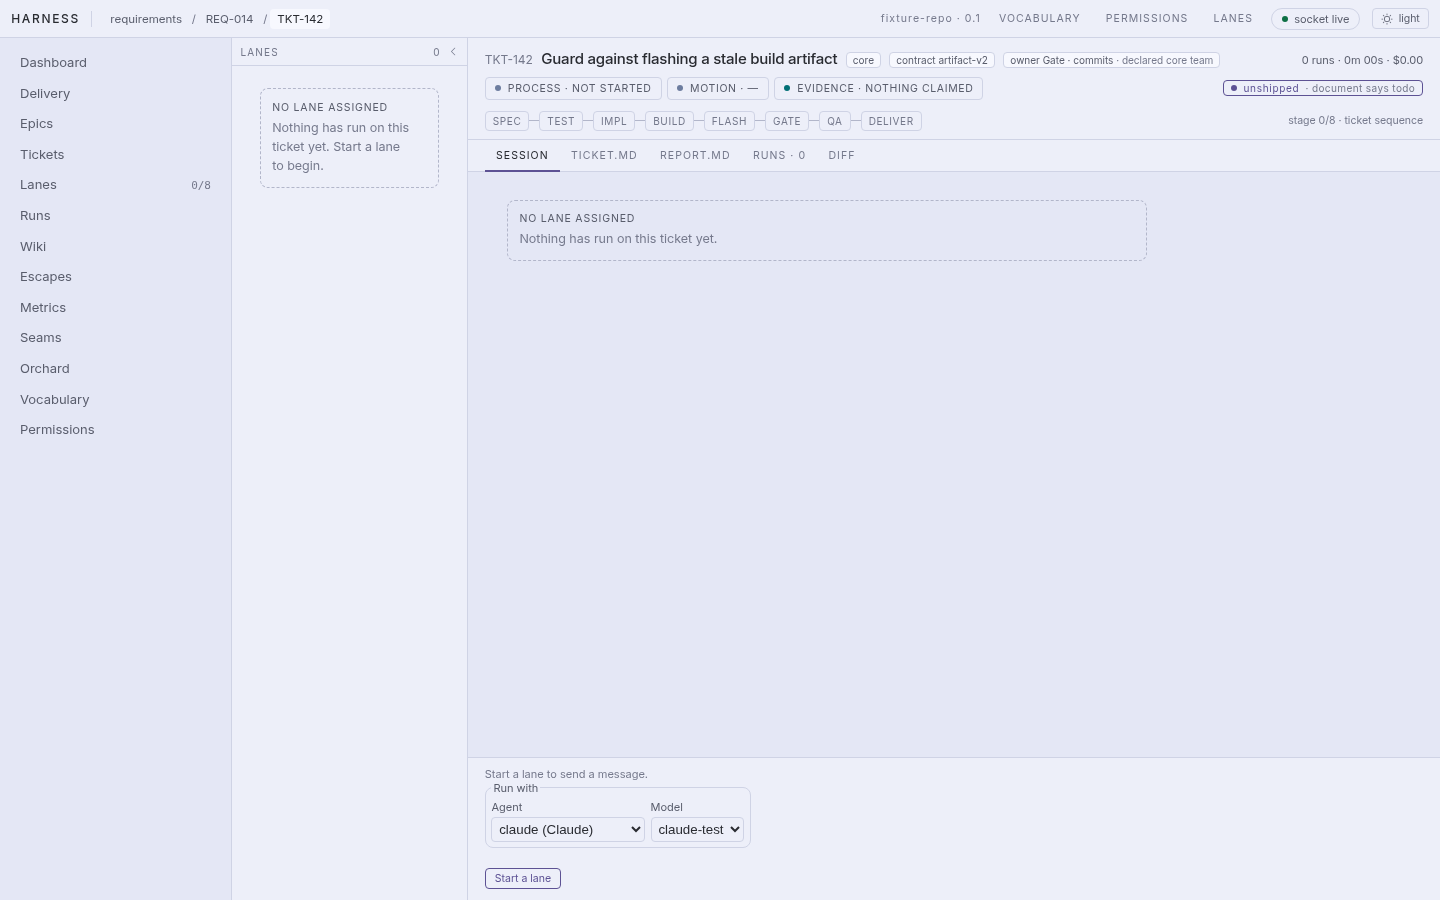 HARNESS
requirements / REQ-014 / TKT-142
fixture-repo · 0.1
VOCABULARY
PERMISSIONS
LANES
socket live
light
Dashboard
Delivery
Epics
Tickets
Lanes 0/8
Runs
Wiki
Escapes
Metrics
Seams
Orchard
Vocabulary
Permissions
LANES 0
NO LANE ASSIGNED
Nothing has run on this
ticket yet. Start a lane
to begin.
TKT-142 Guard against flashing a stale build artifact core contract artifact-v2 owner Gate · commits · declared core team 0 runs · 0m 00s · $0.00
PROCESS · NOT STARTED MOTION · — EVIDENCE · NOTHING CLAIMED unshipped · document says todo
SPEC TEST IMPL BUILD FLASH GATE QA DELIVER stage 0/8 · ticket sequence
SESSION TICKET.MD REPORT.MD RUNS · 0 DIFF
NO LANE ASSIGNED
Nothing has run on this ticket yet.
Start a lane to send a message.
Run with
Agent Model
claude (Claude) claude-test
Start a lane